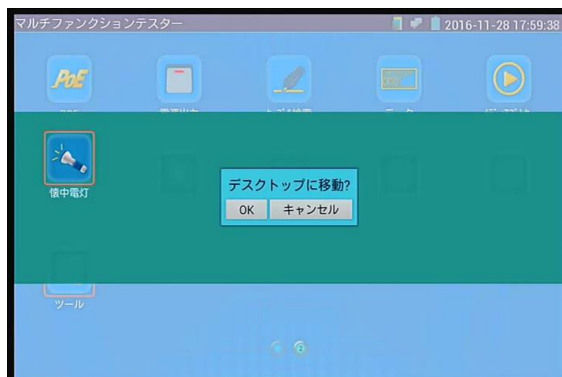 マルチファンクションテスター
2016-11-28 17:59:38
PoE
懐中電灯
デスクトップに移動?
OK キャンセル
ツール
2